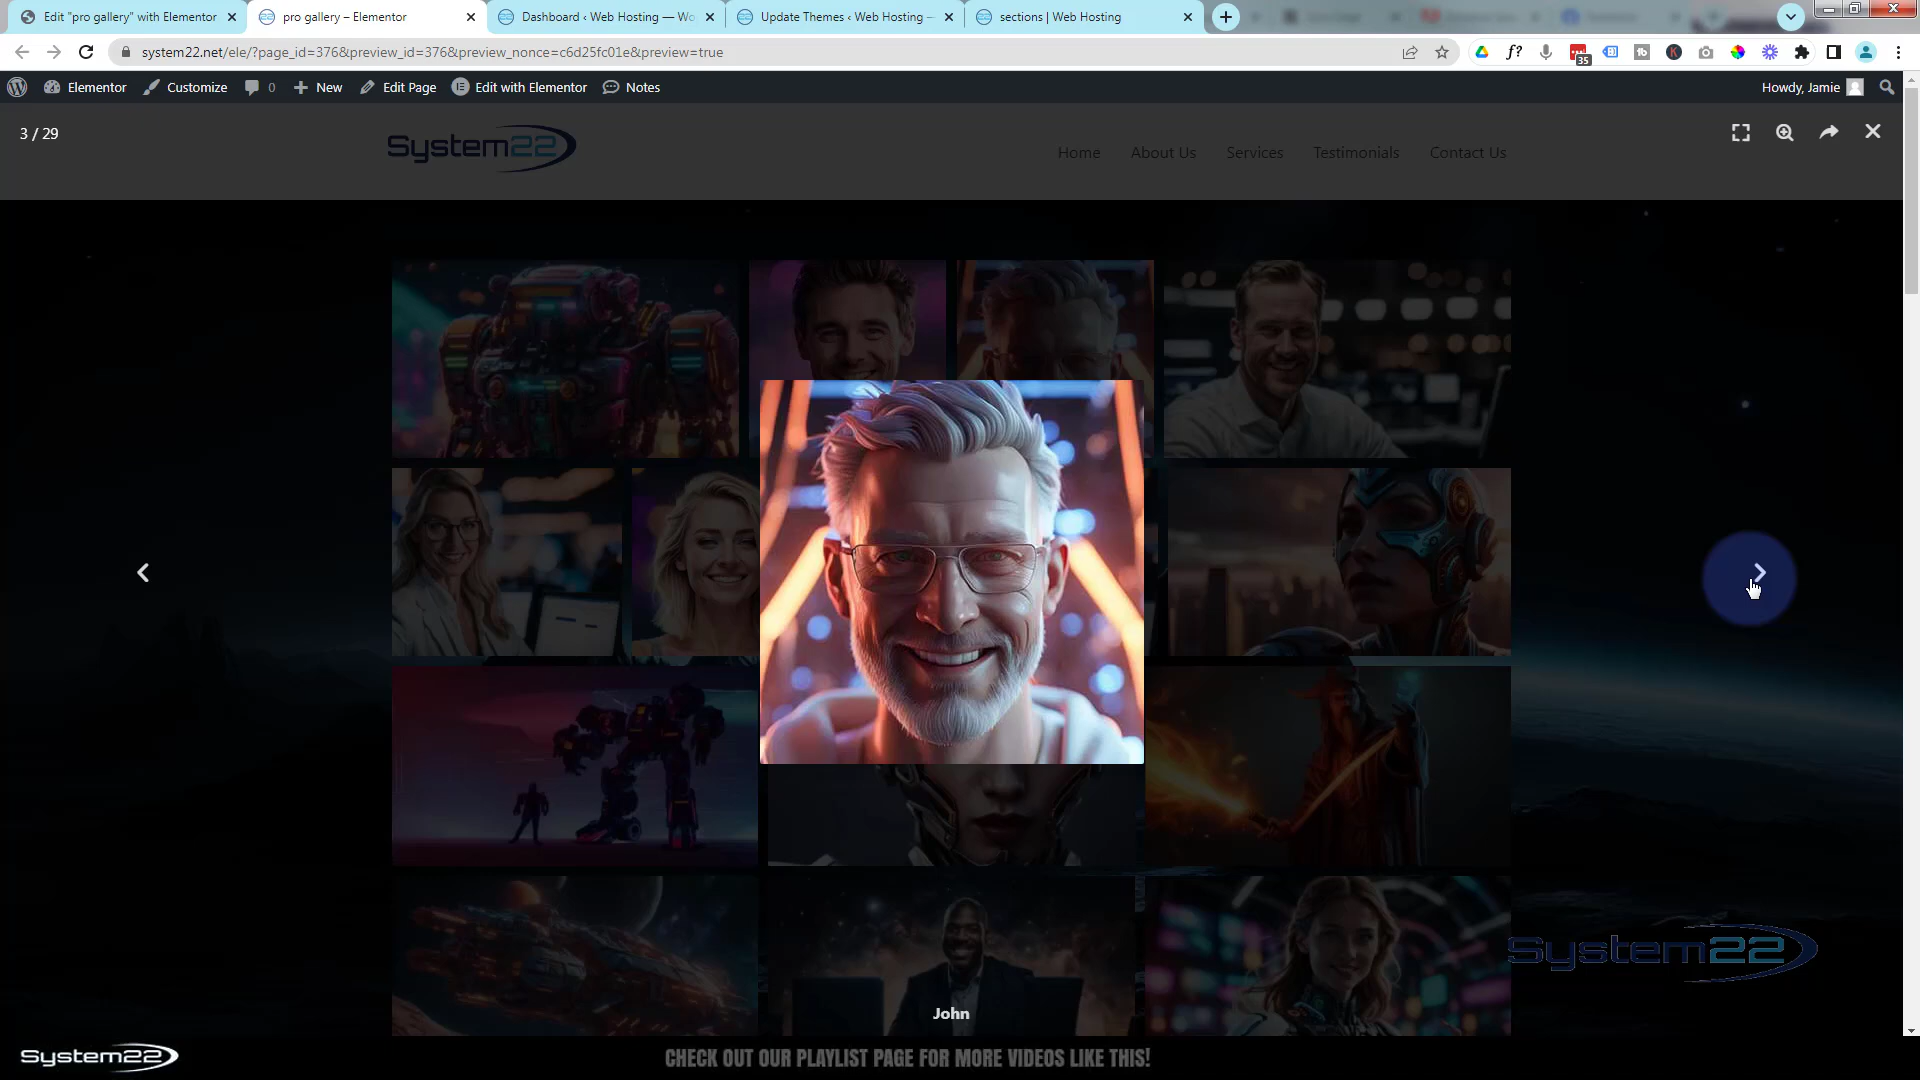 Edit "pro gallery" with Elementor
pro gallery – Elementor
Dashboard ‹ Web Hosting — Wo
Update Themes ‹ Web Hosting —
sections | Web Hosting
system22.net/ele/?page_id=376&preview_id=376&preview_nonce=c6d25fc01e&preview=true
f?
35
tb
K
Elementor
Customize
0
New
Edit Page
Edit with Elementor
Notes
Howdy, Jamie
3 / 29
System22
Home
About Us
Services
Testimonials
Contact Us
System22
John
System22
CHECK OUT OUR PLAYLIST PAGE FOR MORE VIDEOS LIKE THIS!